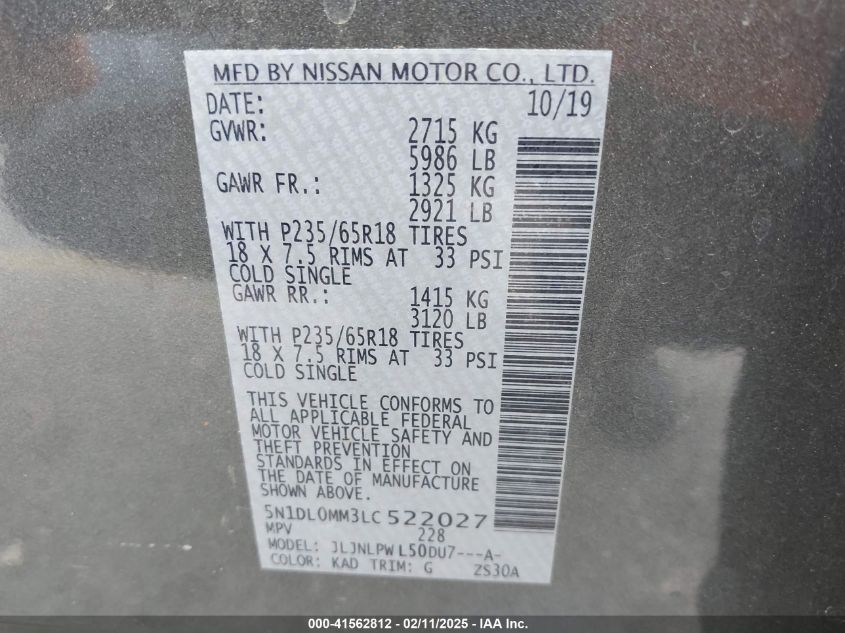 MFD BY NISSAN MOTOR CO., LTD.
DATE: 10/19
GVWR: 2715 KG
5986 LB
GAWR FR.: 1325 KG
2921 LB
WITH P235/65R18 TIRES
18 X 7.5 RIMS AT 33 PSI
COLD SINGLE
GAWR RR.: 1415 KG
3120 LB
WITH P235/65R18 TIRES
18 X 7.5 RIMS AT 33 PSI
COLD SINGLE
THIS VEHICLE CONFORMS TO
ALL APPLICABLE FEDERAL
MOTOR VEHICLE SAFETY AND
THEFT PREVENTION
STANDARDS IN EFFECT ON
THE DATE OF MANUFACTURE
SHOWN ABOVE.
5N1DL0MM3LC 522027
MPV 228
MODEL: JLJNLPWL50DU7---A-
COLOR: KAD TRIM: G ZS30A
000-41562812 - 02/11/2025 - IAA Inc.